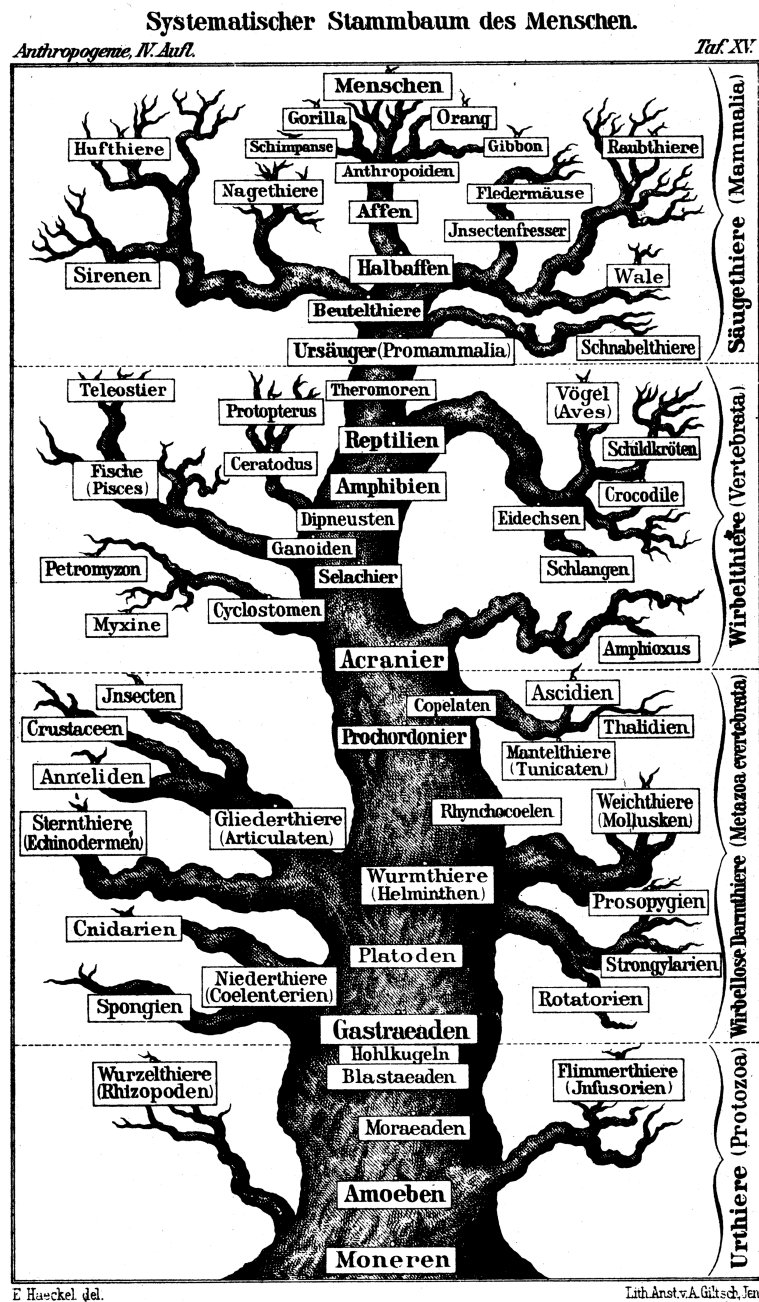 Systematischer Stammbaum des Menschen.
Anthropogenie, IV. Aufl.
Taf. XV.
Menschen
Gorilla
Orang
Hufthiere
Schimpanse
Gibbon
Raubthiere
Anthropoiden
Nagethiere
Fledermäuse
Affen
Jnsectenfresser
Halbaffen
Sirenen
Wale
Beutelthiere
Ursäuger (Promammalia)
Schnabelthiere
Säugethiere (Mammalia)
Teleostier
Theromoren
Vögel
(Aves)
Protopterus
Reptilien
Schildkröten
Ceratodus
Fische
(Pisces)
Amphibien
Crocodile
Dipneusten
Eidechsen
Ganoiden
Petromyzon
Selachier
Schlangen
Cyclostomen
Myxine
Amphioxus
Acranier
Wirbelthiere (Vertebrata)
Jnsecten
Ascidien
Copelaten
Crustaceen
Thalidien
Prochordonier
Mantelthiere
(Tunicaten)
Anneliden
Weichthiere
(Mollusken)
Rhynchocoelen
Sternthiere
(Echinodermen)
Gliederthiere
(Articulaten)
Wurmthiere
(Helminthen)
Prosopygien
Cnidarien
Platoden
Strongylarien
Niederthiere
(Coelenterien)
Spongien
Rotatorien
Gastraeaden
Wirbellose Darmthiere (Metazoa evertebrata)
Hohlkugeln
Blastaeaden
Wurzelthiere
(Rhizopoden)
Flimmerthiere
(Jnfusorien)
Moraeaden
Amoeben
Moneren
Urthiere (Protozoa)
E. Haeckel. del.
Lith. Anst. v. A. Giltsch, Jen